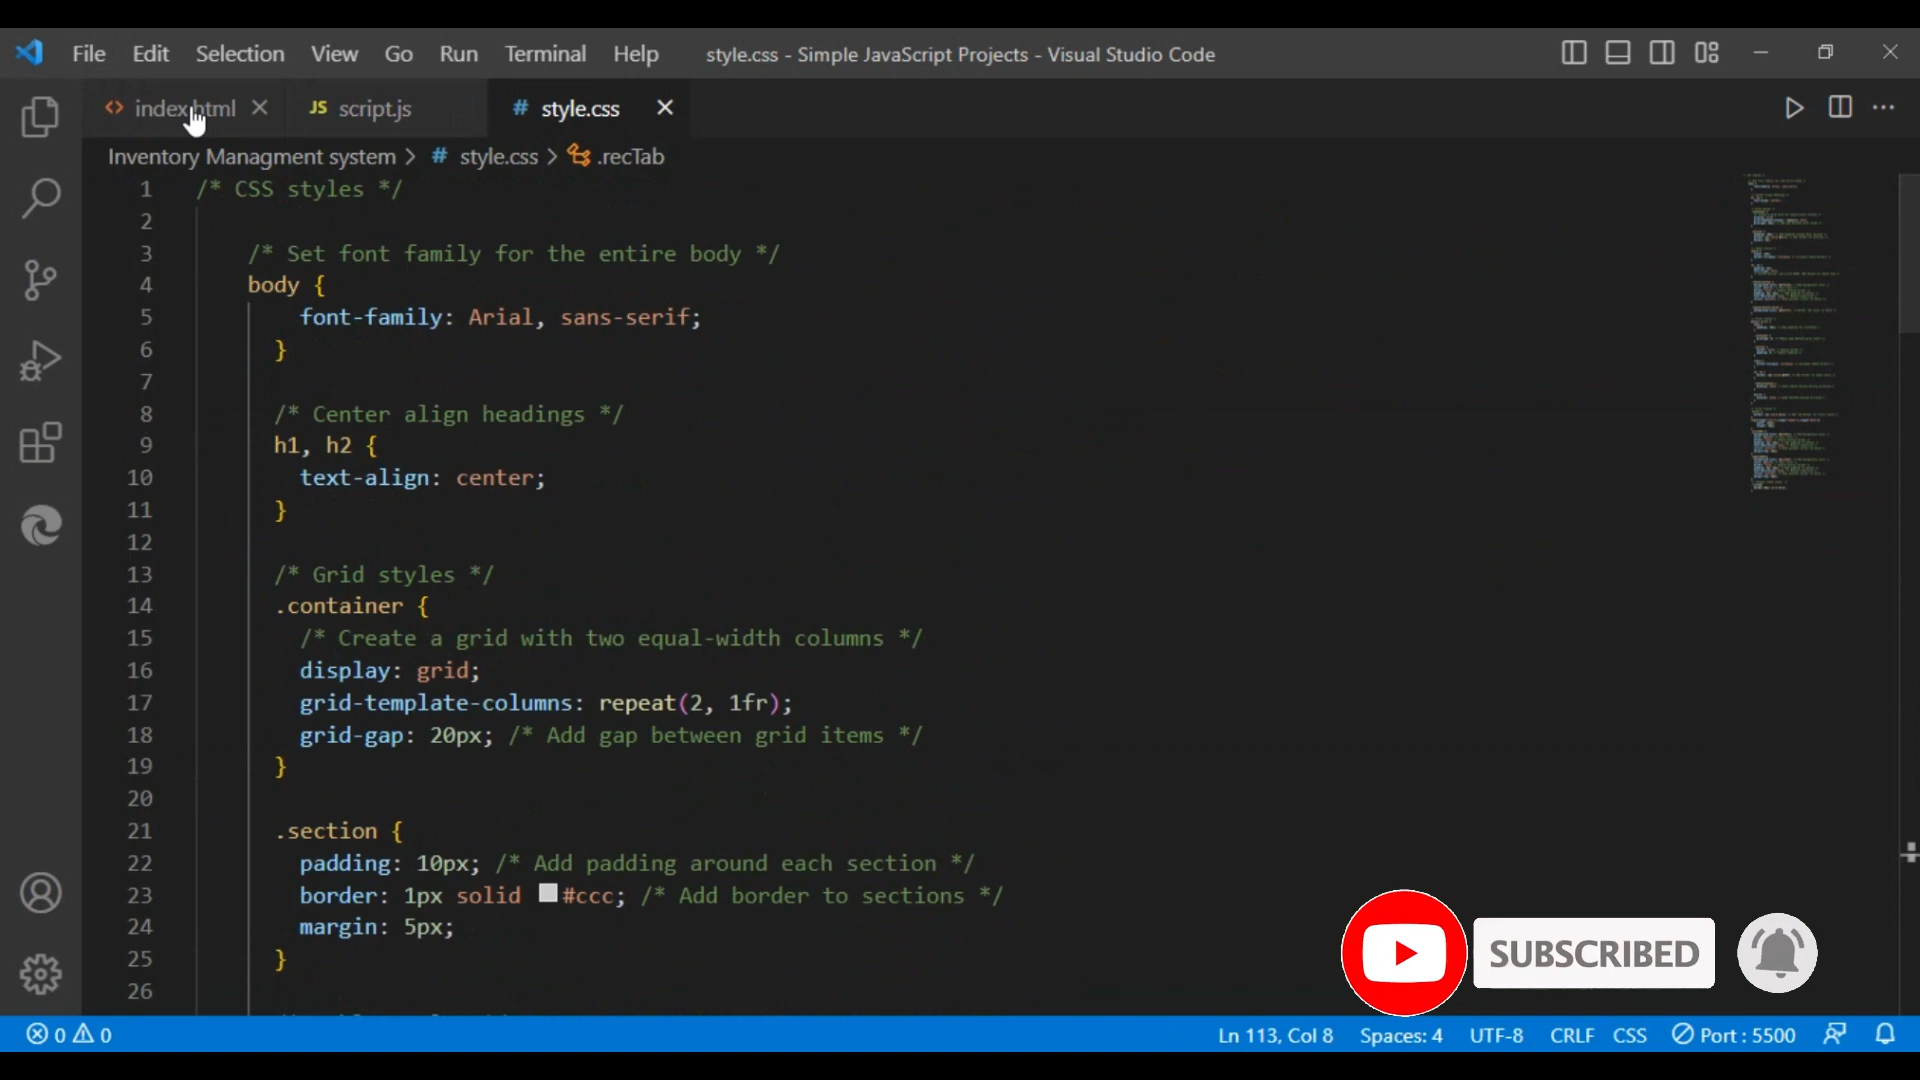 File Edit Selection View Go Run Terminal Help style.css - Simple JavaScript Projects - Visual Studio Code
<> index.html JS script.js # style.css
Inventory Managment system > # style.css > .recTab
1 /* CSS styles */
2
3 /* Set font family for the entire body */
4 body {
5 font-family: Arial, sans-serif;
6 }
7
8 /* Center align headings */
9 h1, h2 {
10 text-align: center;
11 }
12
13 /* Grid styles */
14 .container {
15 /* Create a grid with two equal-width columns */
16 display: grid;
17 grid-template-columns: repeat(2, 1fr);
18 grid-gap: 20px; /* Add gap between grid items */
19 }
20
21 .section {
22 padding: 10px; /* Add padding around each section */
23 border: 1px solid #ccc; /* Add border to sections */
24 margin: 5px;
25 }
26
SUBSCRIBED
0 0 Ln 113, Col 8 Spaces: 4 UTF-8 CRLF CSS Port : 5500